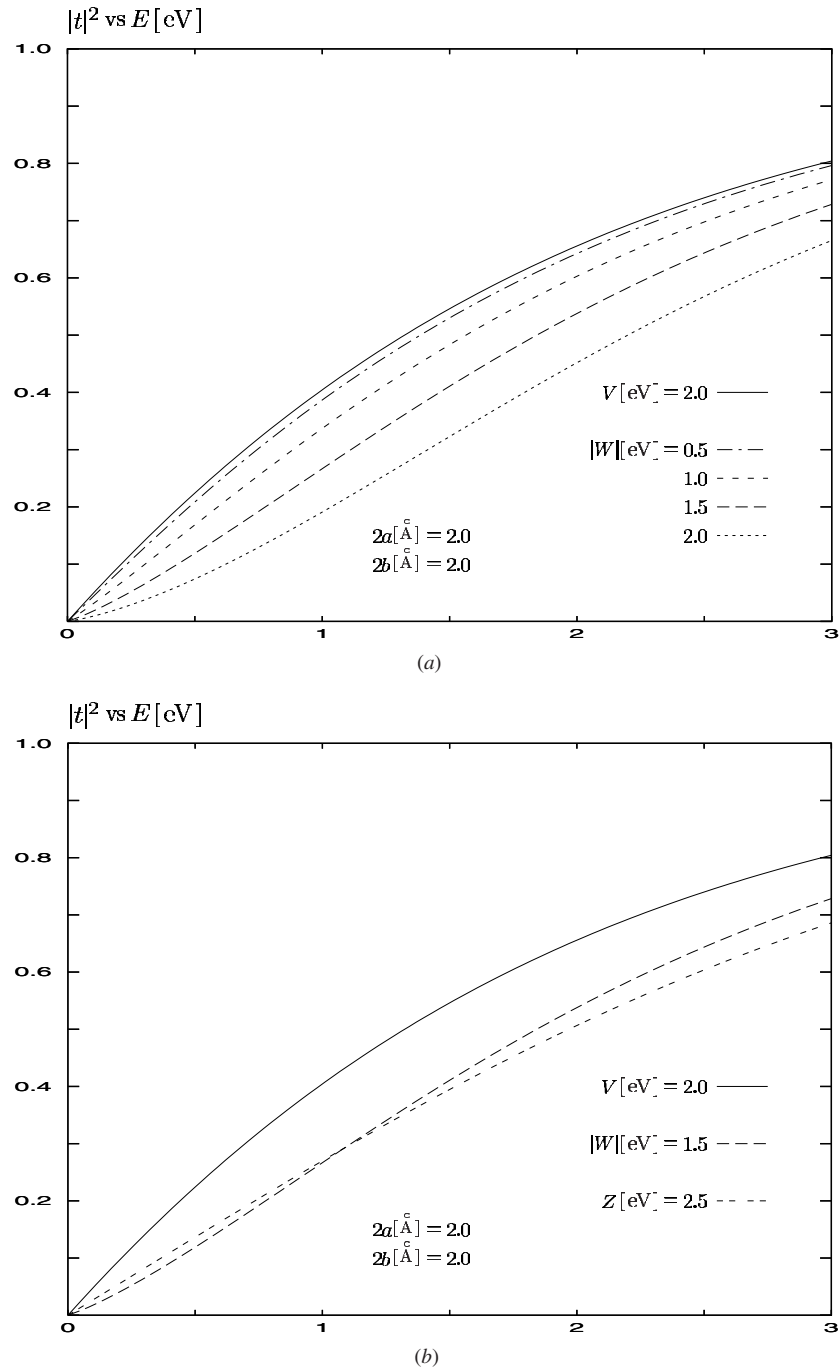 |t|² vs E[eV]
1.0
0.8
0.6
0.4
0.2
0
1
2
3
V[eV] = 2.0
|W|[eV] = 0.5
1.0
1.5
2.0
2a[Å] = 2.0
2b[Å] = 2.0
(a)
|t|² vs E[eV]
1.0
0.8
0.6
0.4
0.2
0
1
2
3
V[eV] = 2.0
|W|[eV] = 1.5
Z[eV] = 2.5
2a[Å] = 2.0
2b[Å] = 2.0
(b)